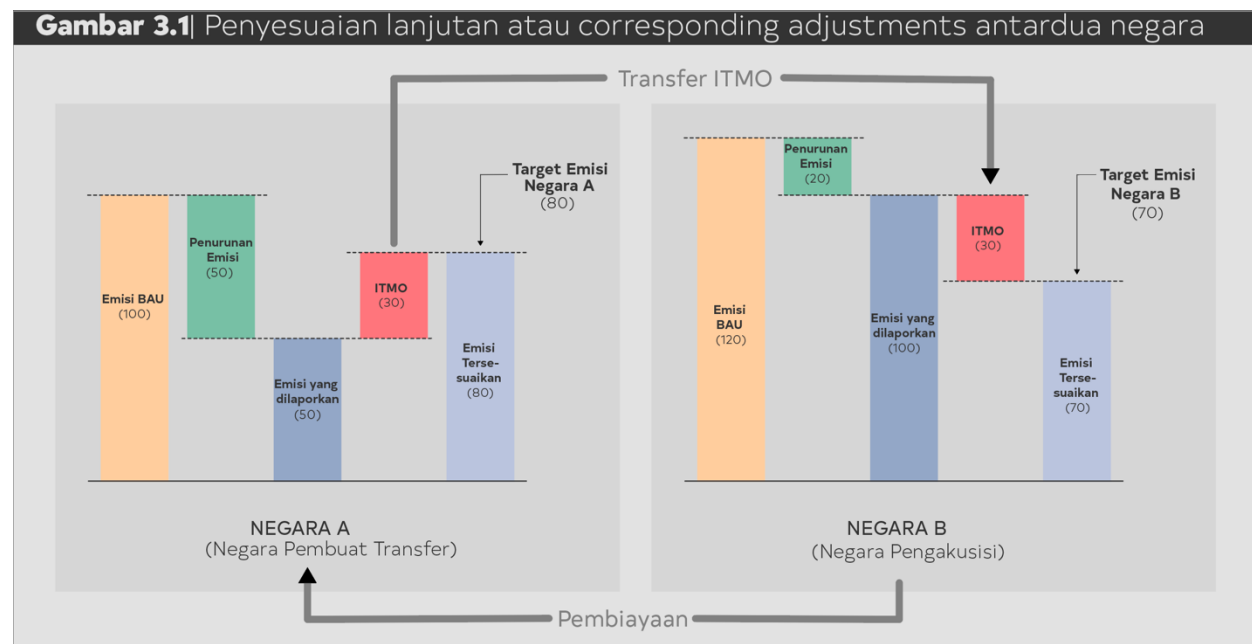 Gambar 3.1| Penyesuaian lanjutan atau corresponding adjustments antardua negara
Transfer ITMO
Emisi BAU
(100)
Penurunan
Emisi
(50)
Emisi yang
dilaporkan
(50)
ITMO
(30)
Target Emisi
Negara A
(80)
Emisi
Terse-
suaikan
(80)
NEGARA A
(Negara Pembuat Transfer)
Emisi
BAU
(120)
Penurunan
Emisi
(20)
Emisi yang
dilaporkan
(100)
ITMO
(30)
Target Emisi
Negara B
(70)
Emisi
Terse-
suaikan
(70)
NEGARA B
(Negara Pengakusisi)
Pembiayaan